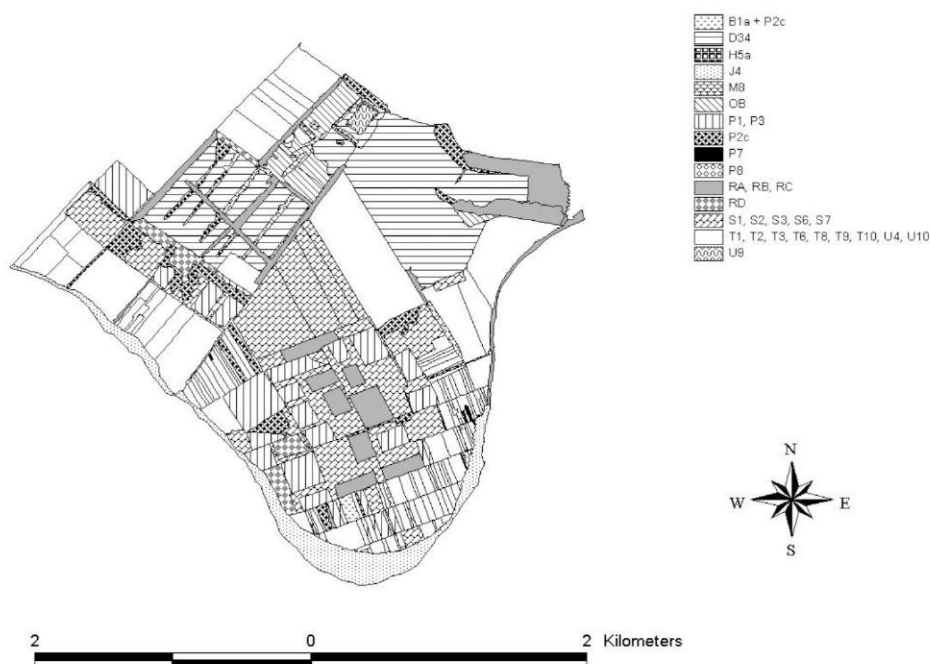 B1a + P2c
D34
H5a
J4
M8
OB
P1, P3
P2c
P7
P8
RA, RB, RC
RD
S1, S2, S3, S6, S7
T1, T2, T3, T6, T8, T9, T10, U4, U10
U9
N
W E
S
2 0 2 Kilometers